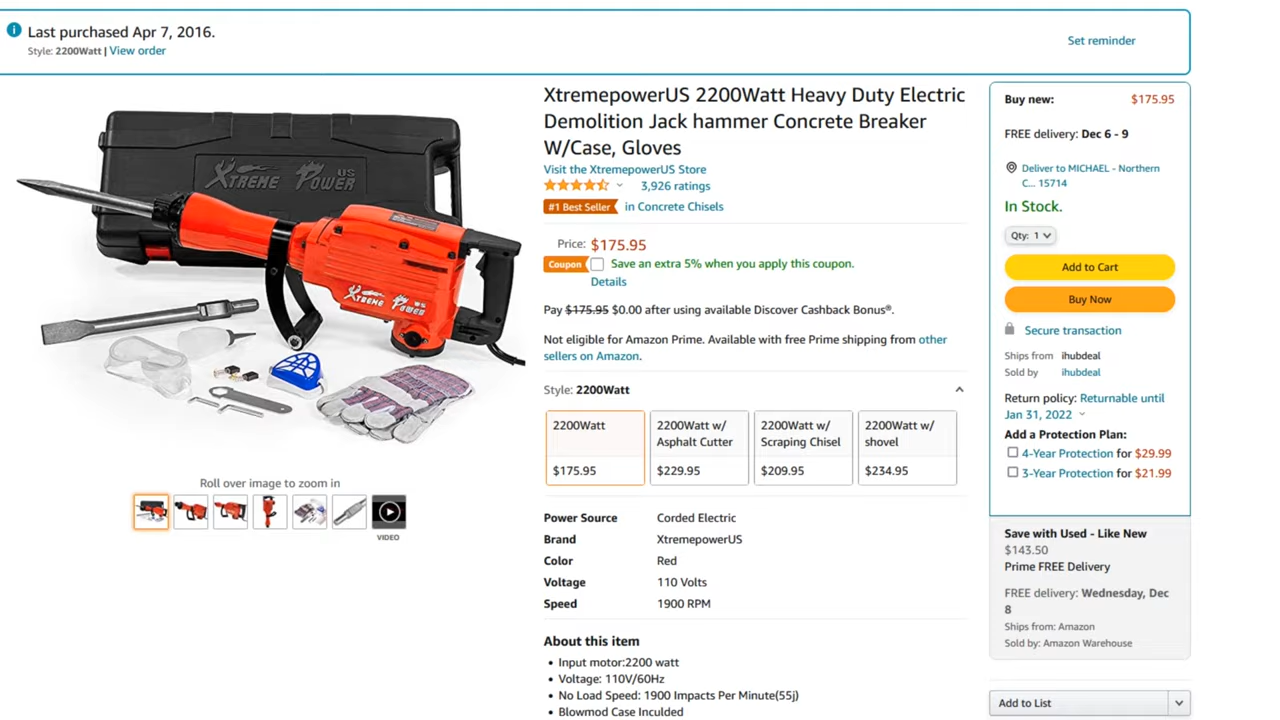 Last purchased Apr 7, 2016.
Style: 2200Watt | View order
Set reminder
XTREME POWER US
XTREME POWER US
Roll over image to zoom in
VIDEO
XtremepowerUS 2200Watt Heavy Duty Electric
Demolition Jack hammer Concrete Breaker
W/Case, Gloves
Visit the XtremepowerUS Store
3,926 ratings
#1 Best Seller in Concrete Chisels
Price: $175.95
Coupon Save an extra 5% when you apply this coupon.
Details
Pay $175.95 $0.00 after using available Discover Cashback Bonus®.
Not eligible for Amazon Prime. Available with free Prime shipping from other
sellers on Amazon.
Style: 2200Watt
2200Watt
$175.95
2200Watt w/
Asphalt Cutter
$229.95
2200Watt w/
Scraping Chisel
$209.95
2200Watt w/
shovel
$234.95
Power Source Corded Electric
Brand XtremepowerUS
Color Red
Voltage 110 Volts
Speed 1900 RPM
About this item
• Input motor:2200 watt
• Voltage: 110V/60Hz
• No Load Speed: 1900 Impacts Per Minute(55j)
• Blowmod Case Inculded
Buy new: $175.95
FREE delivery: Dec 6 - 9
Deliver to MICHAEL - Northern
C... 15714
In Stock.
Qty: 1
Add to Cart
Buy Now
Secure transaction
Ships from ihubdeal
Sold by ihubdeal
Return policy: Returnable until
Jan 31, 2022
Add a Protection Plan:
4-Year Protection for $29.99
3-Year Protection for $21.99
Save with Used - Like New
$143.50
Prime FREE Delivery
FREE delivery: Wednesday, Dec
8
Ships from: Amazon
Sold by: Amazon Warehouse
Add to List